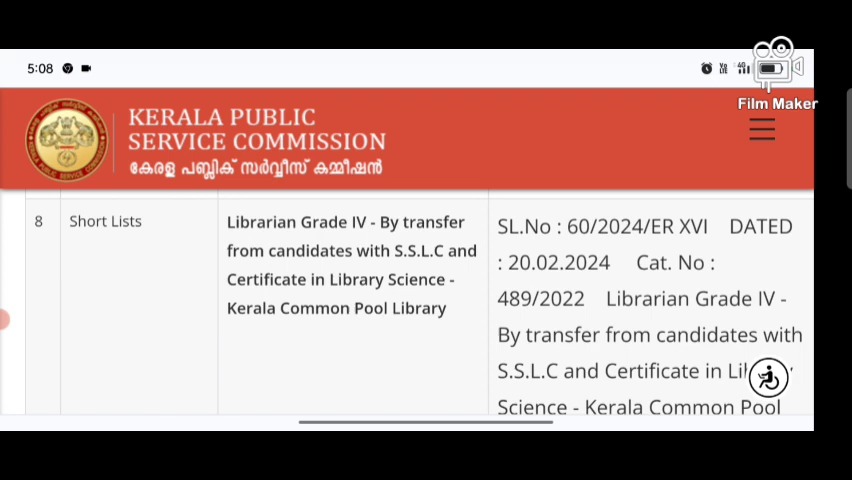 5:08
Vo
LTE
4G
Film Maker
KERALA PUBLIC
SERVICE COMMISSION
കേരള പബ്ലിക് സർവ്വീസ് കമ്മീഷൻ
8
Short Lists
Librarian Grade IV - By transfer
from candidates with S.S.L.C and
Certificate in Library Science -
Kerala Common Pool Library
SL.No : 60/2024/ER XVI DATED
: 20.02.2024 Cat. No :
489/2022 Librarian Grade IV -
By transfer from candidates with
S.S.L.C and Certificate in
Science - Kerala Common Pool